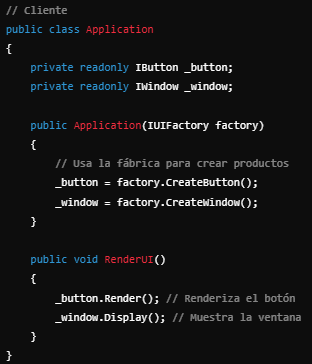 // Cliente
public class Application
{
    private readonly IButton _button;
    private readonly IWindow _window;

    public Application(IUIFactory factory)
    {
        // Usa la fábrica para crear productos
        _button = factory.CreateButton();
        _window = factory.CreateWindow();
    }

    public void RenderUI()
    {
        _button.Render(); // Renderiza el botón
        _window.Display(); // Muestra la ventana
    }
}